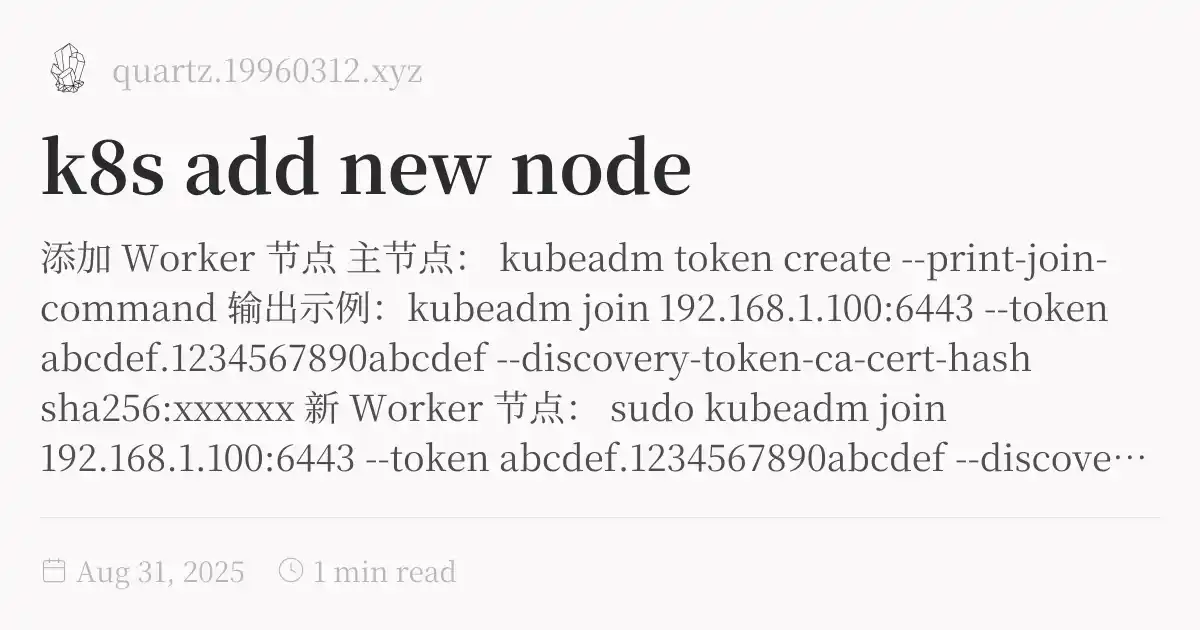 quartz.19960312.xyz
k8s add new node
添加 Worker 节点 主节点： kubeadm token create --print-join-
command 输出示例：kubeadm join 192.168.1.100:6443 --token
abcdef.1234567890abcdef --discovery-token-ca-cert-hash
sha256:xxxxxx 新 Worker 节点： sudo kubeadm join
192.168.1.100:6443 --token abcdef.1234567890abcdef --discove…
Aug 31, 2025 1 min read